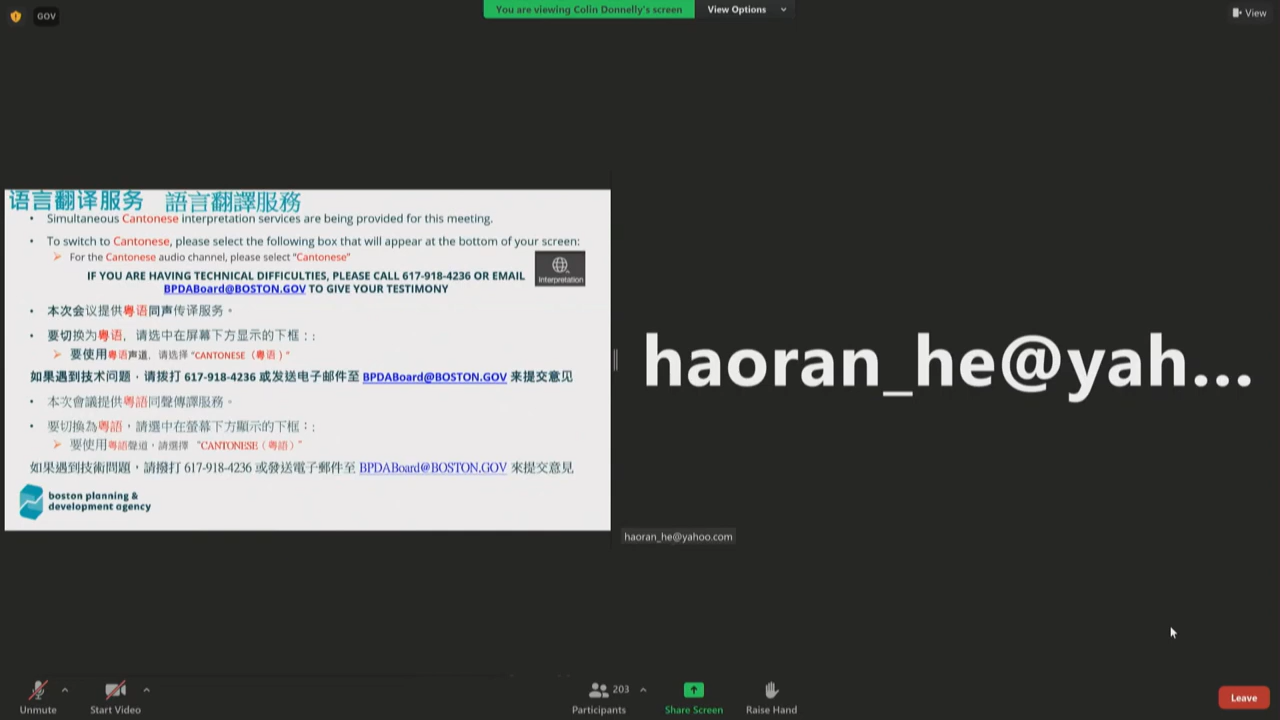 GOV
You are viewing Colin Donnelly's screen
View Options
View
语言翻译服务 語言翻譯服務
• Simultaneous Cantonese interpretation services are being provided for this meeting.
• To switch to Cantonese, please select the following box that will appear at the bottom of your screen:
➢ For the Cantonese audio channel, please select "Cantonese"
IF YOU ARE HAVING TECHNICAL DIFFICULTIES, PLEASE CALL 617-918-4236 OR EMAIL
BPDABoard@BOSTON.GOV TO GIVE YOUR TESTIMONY
Interpretation
• 本次会议提供粤语同声传译服务。
• 要切换为粤语，请选中在屏幕下方显示的下框：:
➢ 要使用粤语声道，请选择 "CANTONESE（粤语）"
如果遇到技术问题，请拨打 617-918-4236 或发送电子邮件至 BPDABoard@BOSTON.GOV 来提交意见
• 本次會議提供粵語同聲傳譯服務。
• 要切換為粵語，請選中在螢幕下方顯示的下框：:
➢ 要使用粵語聲道，請選擇 "CANTONESE（粵語）"
如果遇到技術問題，請撥打 617-918-4236 或發送電子郵件至 BPDABoard@BOSTON.GOV 來提交意見
boston planning &
development agency
haoran_he@yah...
haoran_he@yahoo.com
Unmute
Start Video
203
Participants
Share Screen
Raise Hand
Leave